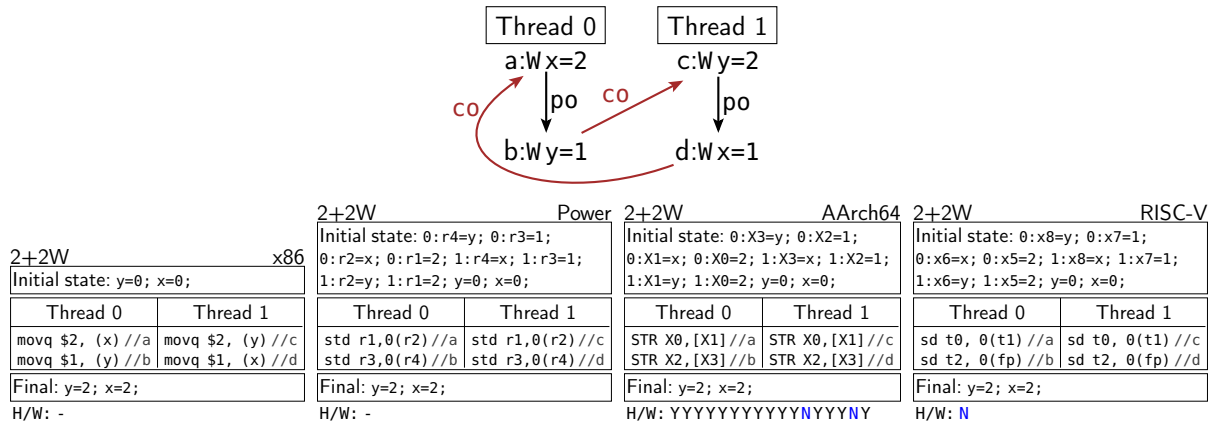 Thread 0 Thread 1
a:W x=2 c:W y=2
co po co po
b:W y=1 d:W x=1
2+2W x86
Initial state: y=0; x=0;
Thread 0 Thread 1
movq $2, (x)//a movq $2, (y)//c
movq $1, (y)//b movq $1, (x)//d
Final: y=2; x=2;
H/W: -
2+2W Power
Initial state: 0:r4=y; 0:r3=1;
0:r2=x; 0:r1=2; 1:r4=x; 1:r3=1;
1:r2=y; 1:r1=2; y=0; x=0;
Thread 0 Thread 1
std r1,0(r2)//a std r1,0(r2)//c
std r3,0(r4)//b std r3,0(r4)//d
Final: y=2; x=2;
H/W: -
2+2W AArch64
Initial state: 0:X3=y; 0:X2=1;
0:X1=x; 0:X0=2; 1:X3=x; 1:X2=1;
1:X1=y; 1:X0=2; y=0; x=0;
Thread 0 Thread 1
STR X0,[X1]//a STR X0,[X1]//c
STR X2,[X3]//b STR X2,[X3]//d
Final: y=2; x=2;
H/W: YYYYYYYYYYYYNYYYNY
2+2W RISC-V
Initial state: 0:x8=y; 0:x7=1;
0:x6=x; 0:x5=2; 1:x8=x; 1:x7=1;
1:x6=y; 1:x5=2; y=0; x=0;
Thread 0 Thread 1
sd t0, 0(t1)//a sd t0, 0(t1)//c
sd t2, 0(fp)//b sd t2, 0(fp)//d
Final: y=2; x=2;
H/W: N